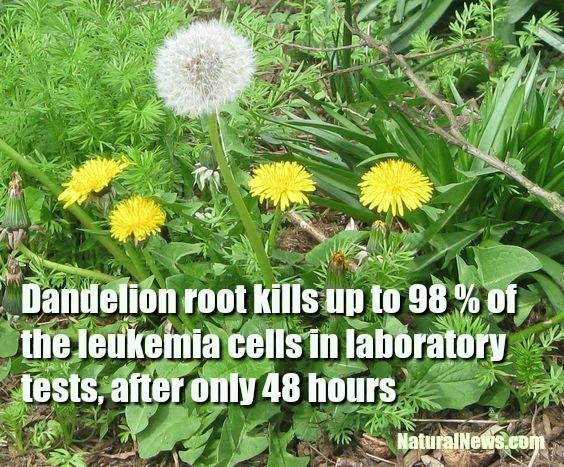 Dandelion root kills up to 98 % of
the leukemia cells in laboratory
tests, after only 48 hours
NaturalNews.com